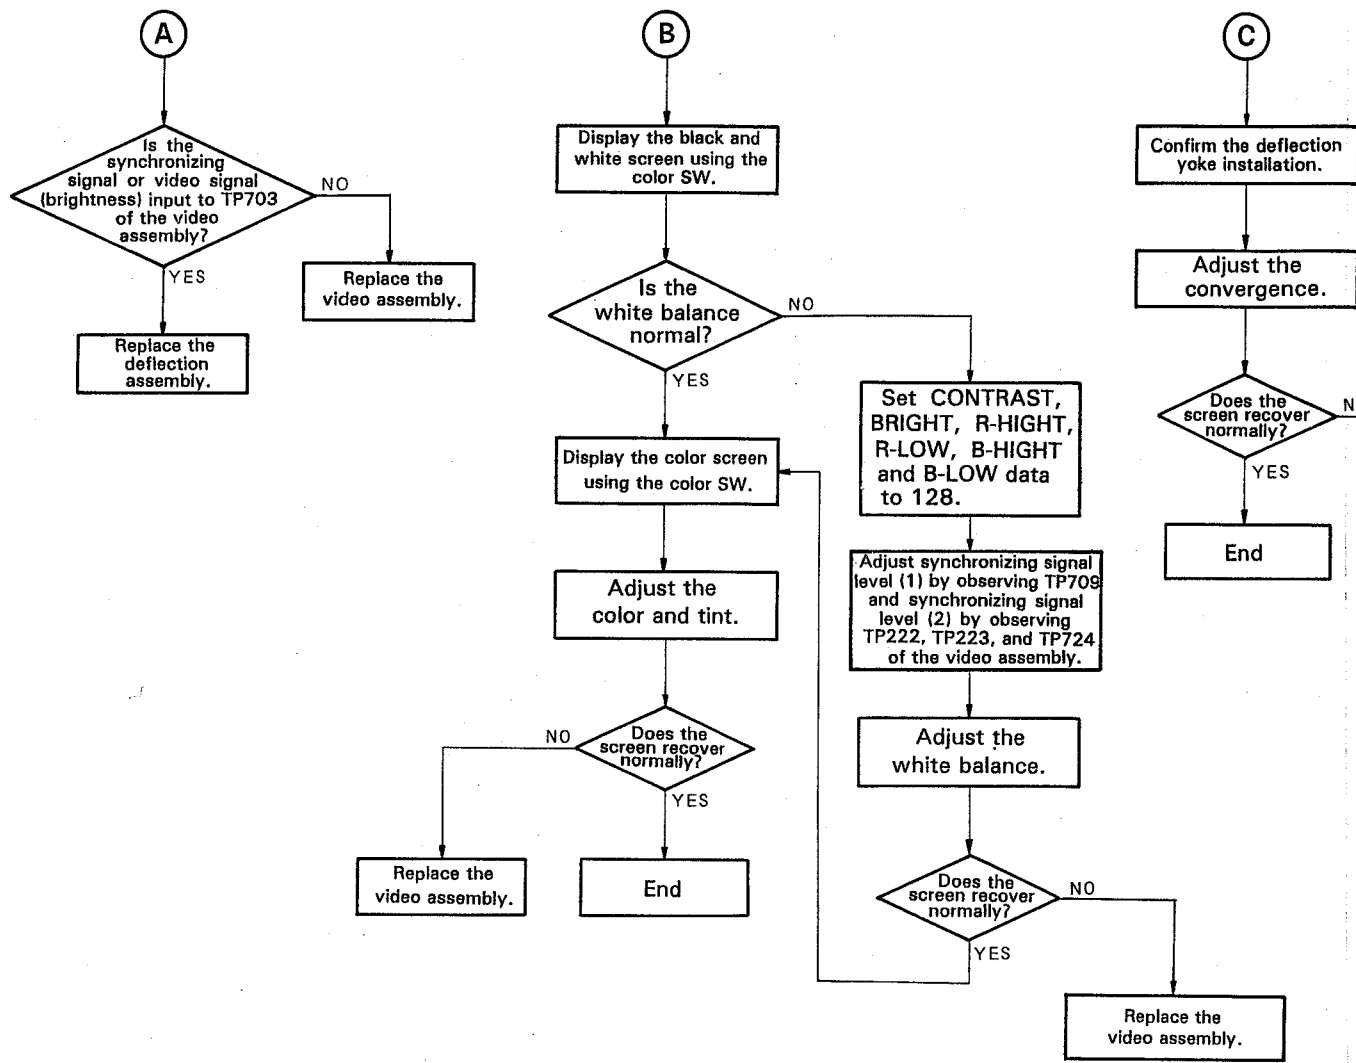 A
Is the
synchronizing
signal or video signal
(brightness) input to TP703
of the video
assembly?
NO
YES
Replace the
video assembly.
Replace the
deflection
assembly.
B
Display the black and
white screen using the
color SW.
Is the
white balance
normal?
NO
YES
Display the color screen
using the color SW.
Adjust the
color and tint.
Does the
screen recover
normally?
NO
YES
Replace the
video assembly.
End
Set CONTRAST,
BRIGHT, R-HIGHT,
R-LOW, B-HIGHT
and B-LOW data
to 128.
Adjust synchronizing signal
level (1) by observing TP709
and synchronizing signal
level (2) by observing
TP222, TP223, and TP724
of the video assembly.
Adjust the
white balance.
Does the
screen recover
normally?
NO
YES
Replace the
video assembly.
C
Confirm the deflection
yoke installation.
Adjust the
convergence.
Does the
screen recover
normally?
N
YES
End